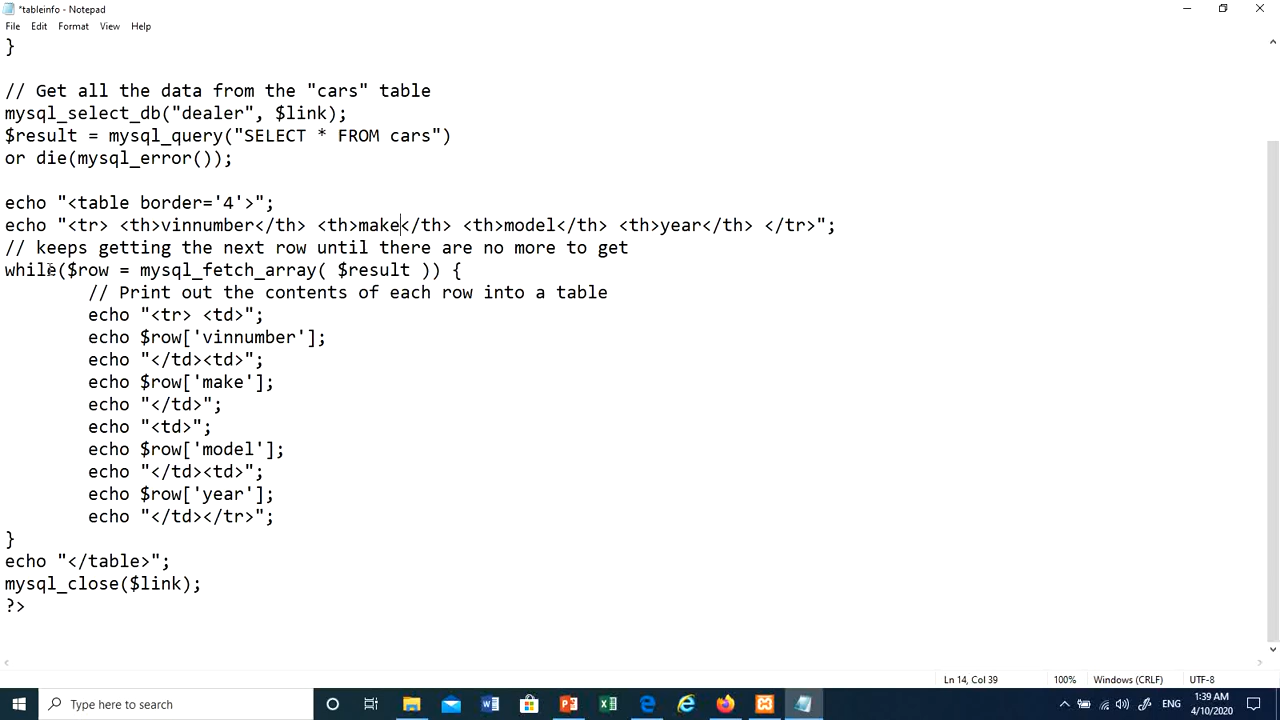 *tableinfo - Notepad
File Edit Format View Help
}
// Get all the data from the "cars" table
mysql_select_db("dealer", $link);
$result = mysql_query("SELECT * FROM cars")
or die(mysql_error());
echo "<table border='4'>";
echo "<tr> <th>vinnumber</th> <th>make</th> <th>model</th> <th>year</th> </tr>";
// keeps getting the next row until there are no more to get
while($row = mysql_fetch_array( $result )) {
// Print out the contents of each row into a table
echo "<tr> <td>";
echo $row['vinnumber'];
echo "</td><td>";
echo $row['make'];
echo "</td>";
echo "<td>";
echo $row['model'];
echo "</td><td>";
echo $row['year'];
echo "</td></tr>";
}
echo "</table>";
mysql_close($link);
?>
Ln 14, Col 39 100% Windows (CRLF) UTF-8
Type here to search
ENG
1:39 AM
4/10/2020